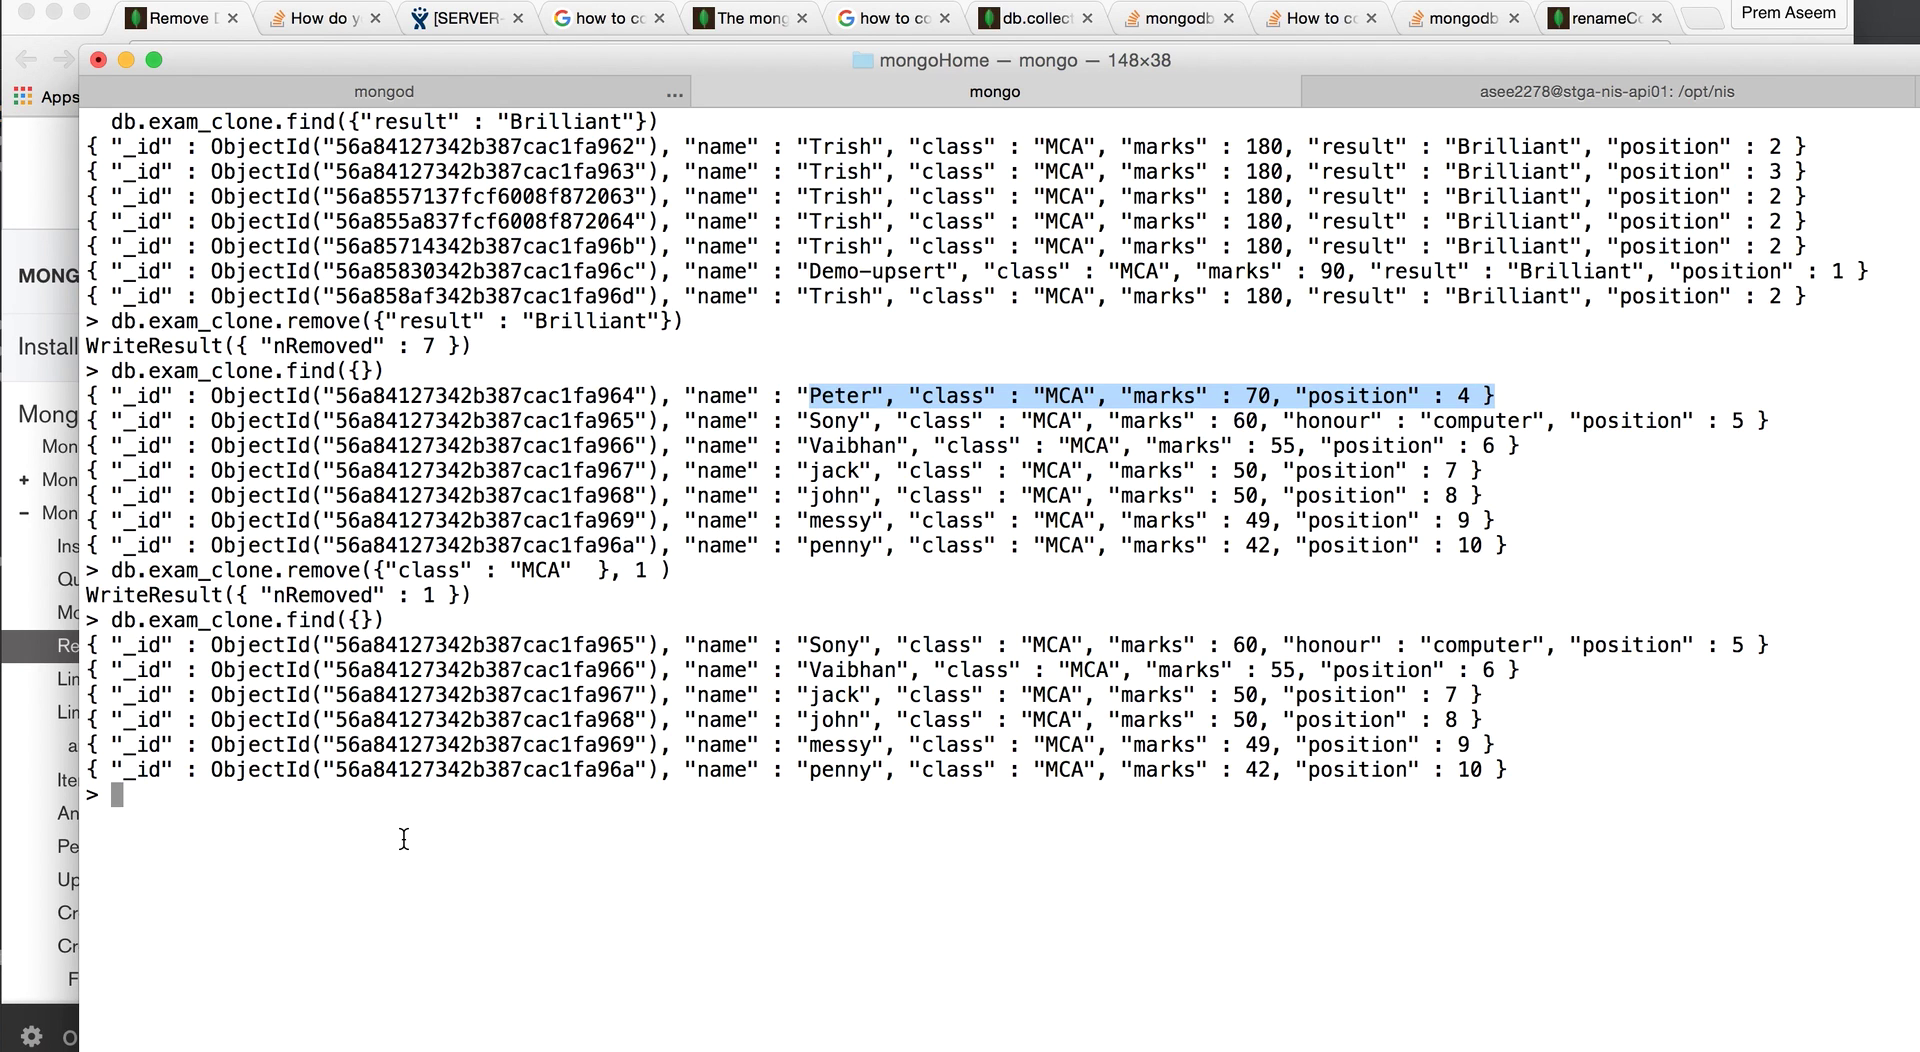 Remove D
How do y
[SERVER-
how to co
The mong
how to co
db.collect
mongodb
How to co
mongodb
renameCo
Prem Aseem
mongoHome — mongo — 148×38
Apps
mongod
...
mongo
asee2278@stga-nis-api01: /opt/nis
db.exam_clone.find({"result" : "Brilliant"})
{ "_id" : ObjectId("56a84127342b387cac1fa962"), "name" : "Trish", "class" : "MCA", "marks" : 180, "result" : "Brilliant", "position" : 2 }
{ "_id" : ObjectId("56a84127342b387cac1fa963"), "name" : "Trish", "class" : "MCA", "marks" : 180, "result" : "Brilliant", "position" : 3 }
{ "_id" : ObjectId("56a8557137fcf6008f872063"), "name" : "Trish", "class" : "MCA", "marks" : 180, "result" : "Brilliant", "position" : 2 }
{ "_id" : ObjectId("56a855a837fcf6008f872064"), "name" : "Trish", "class" : "MCA", "marks" : 180, "result" : "Brilliant", "position" : 2 }
{ "_id" : ObjectId("56a85714342b387cac1fa96b"), "name" : "Trish", "class" : "MCA", "marks" : 180, "result" : "Brilliant", "position" : 2 }
{ "_id" : ObjectId("56a85830342b387cac1fa96c"), "name" : "Demo-upsert", "class" : "MCA", "marks" : 90, "result" : "Brilliant", "position" : 1 }
{ "_id" : ObjectId("56a858af342b387cac1fa96d"), "name" : "Trish", "class" : "MCA", "marks" : 180, "result" : "Brilliant", "position" : 2 }
> db.exam_clone.remove({"result" : "Brilliant"})
WriteResult({ "nRemoved" : 7 })
> db.exam_clone.find({})
{ "_id" : ObjectId("56a84127342b387cac1fa964"), "name" : "Peter", "class" : "MCA", "marks" : 70, "position" : 4 }
{ "_id" : ObjectId("56a84127342b387cac1fa965"), "name" : "Sony", "class" : "MCA", "marks" : 60, "honour" : "computer", "position" : 5 }
{ "_id" : ObjectId("56a84127342b387cac1fa966"), "name" : "Vaibhan", "class" : "MCA", "marks" : 55, "position" : 6 }
{ "_id" : ObjectId("56a84127342b387cac1fa967"), "name" : "jack", "class" : "MCA", "marks" : 50, "position" : 7 }
{ "_id" : ObjectId("56a84127342b387cac1fa968"), "name" : "john", "class" : "MCA", "marks" : 50, "position" : 8 }
{ "_id" : ObjectId("56a84127342b387cac1fa969"), "name" : "messy", "class" : "MCA", "marks" : 49, "position" : 9 }
{ "_id" : ObjectId("56a84127342b387cac1fa96a"), "name" : "penny", "class" : "MCA", "marks" : 42, "position" : 10 }
> db.exam_clone.remove({"class" : "MCA"  }, 1 )
WriteResult({ "nRemoved" : 1 })
> db.exam_clone.find({})
{ "_id" : ObjectId("56a84127342b387cac1fa965"), "name" : "Sony", "class" : "MCA", "marks" : 60, "honour" : "computer", "position" : 5 }
{ "_id" : ObjectId("56a84127342b387cac1fa966"), "name" : "Vaibhan", "class" : "MCA", "marks" : 55, "position" : 6 }
{ "_id" : ObjectId("56a84127342b387cac1fa967"), "name" : "jack", "class" : "MCA", "marks" : 50, "position" : 7 }
{ "_id" : ObjectId("56a84127342b387cac1fa968"), "name" : "john", "class" : "MCA", "marks" : 50, "position" : 8 }
{ "_id" : ObjectId("56a84127342b387cac1fa969"), "name" : "messy", "class" : "MCA", "marks" : 49, "position" : 9 }
{ "_id" : ObjectId("56a84127342b387cac1fa96a"), "name" : "penny", "class" : "MCA", "marks" : 42, "position" : 10 }
>
MONG
Install
Mong
Mon
+ Mon
− Mon
Ins
Qu
Mo
Re
Lim
Lim
a
Iter
An
Pe
Up
Cr
Cr
F
O